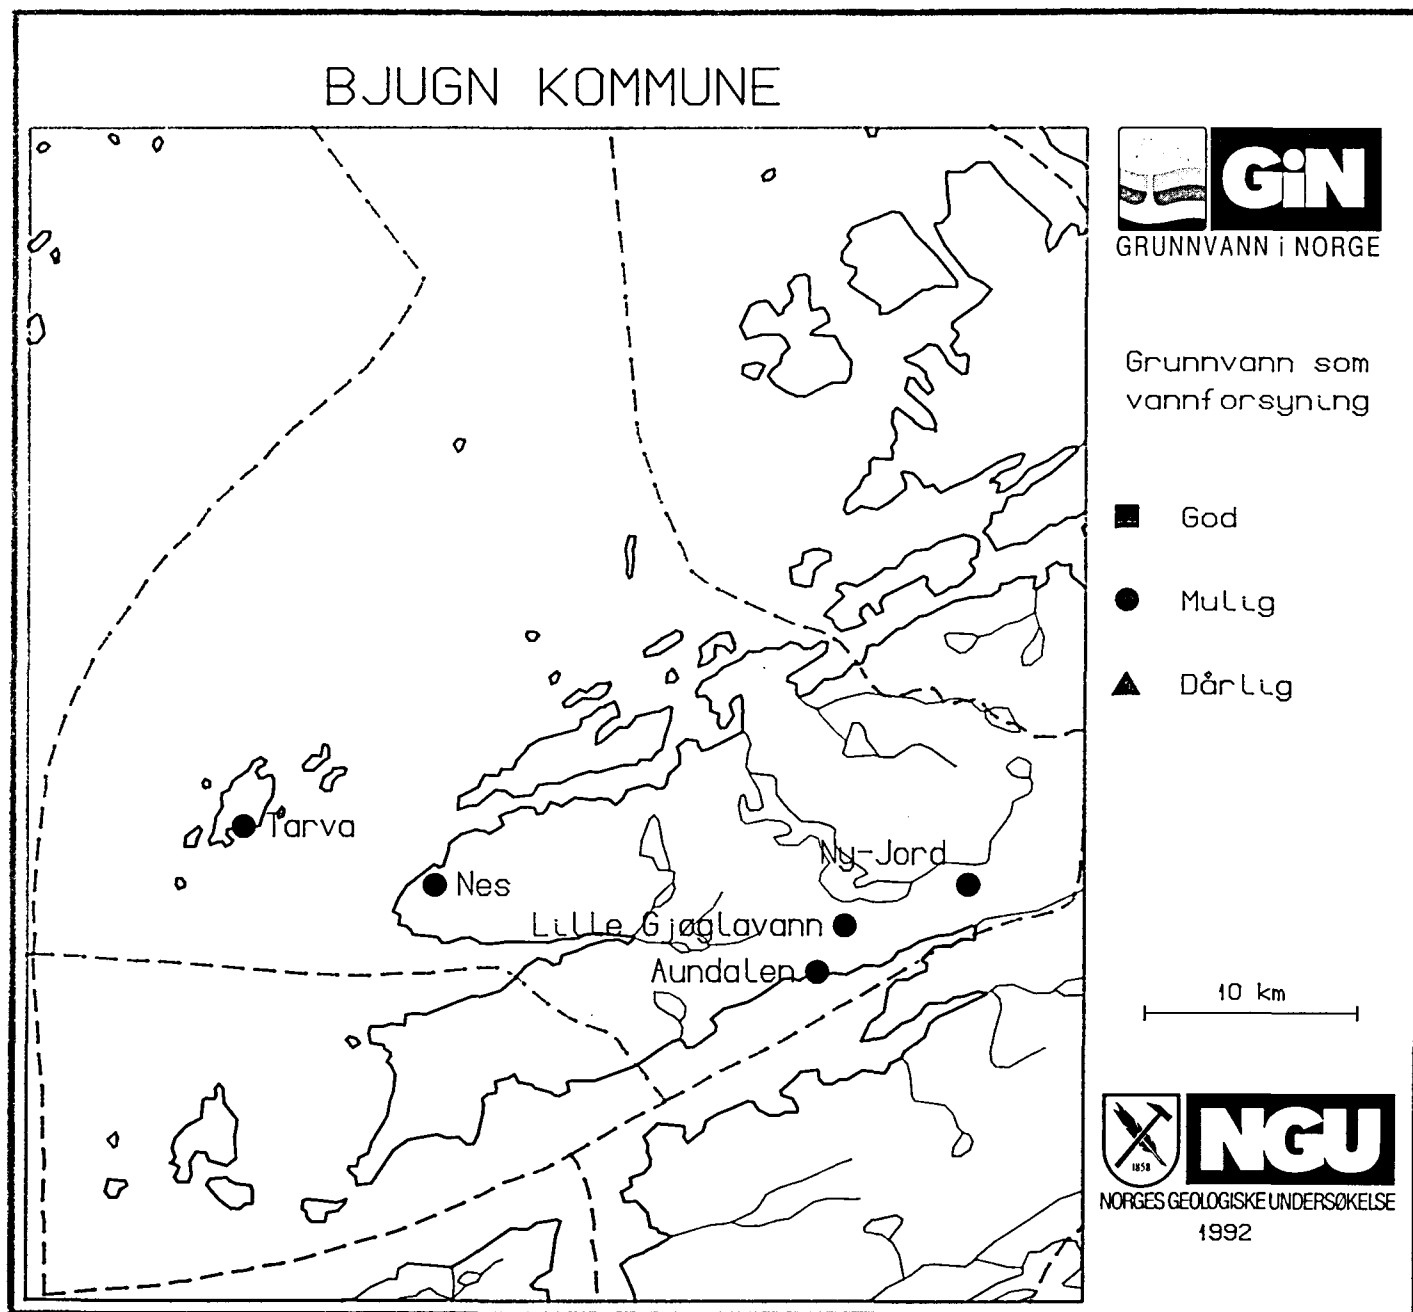 BJUGN KOMMUNE
GiN
GRUNNVANN i NORGE
Grunnvann som
vannforsyning
God
Mulig
Dårlig
Tarva
Nes
Ny-Jord
Lille Gjøglavann
Aundalen
10 km
1858
NGU
NORGES GEOLOGISKE UNDERSØKELSE
1992